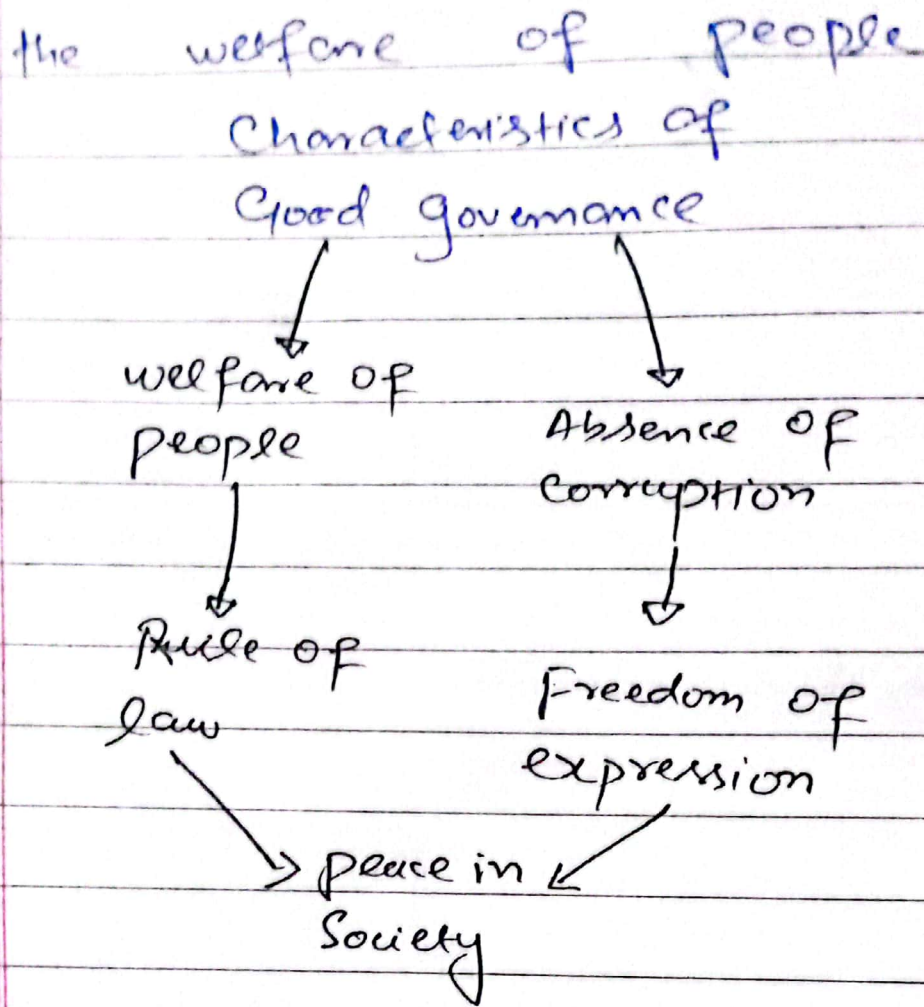 the welfare of people
Characteristics of
Good governance
welfare of
people
Absence of
corruption
Rule of
law
Freedom of
expression
peace in
Society